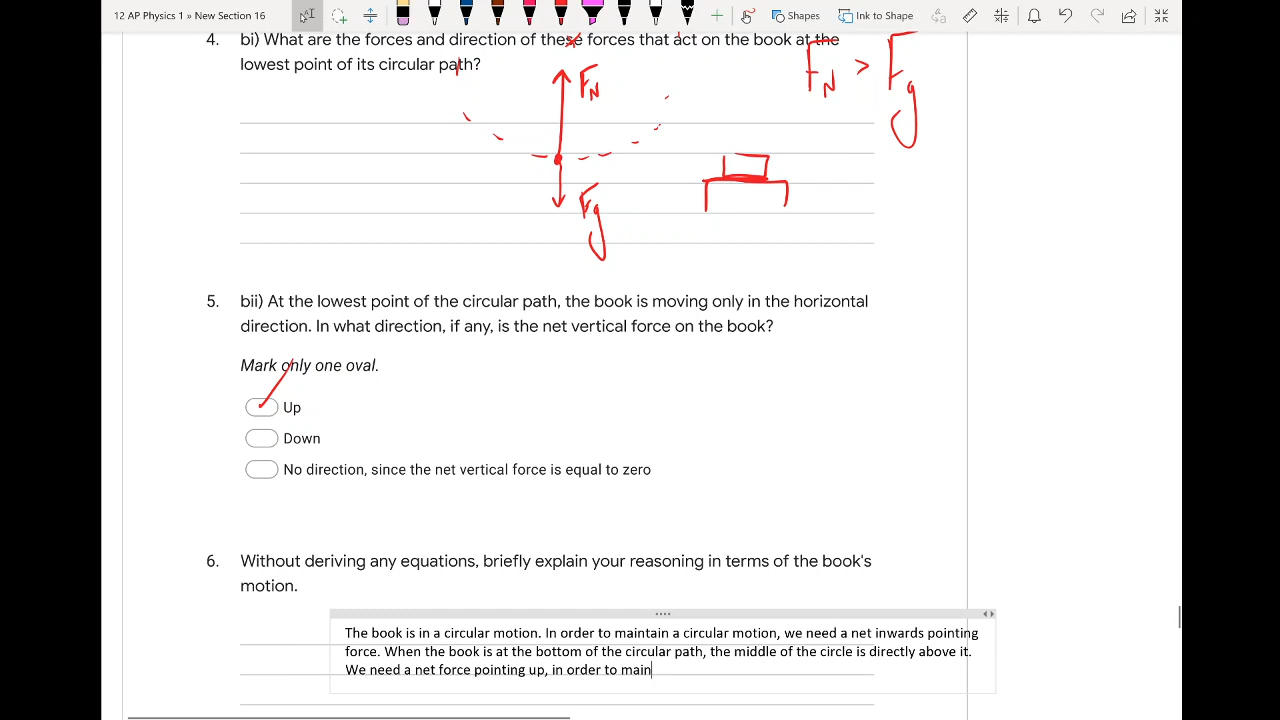 12 AP Physics 1 » New Section 16
Shapes
Ink to Shape
4. bi) What are the forces and direction of these forces that act on the book at the
lowest point of its circular path?
F_N
F_N > F_g
F_g
5. bii) At the lowest point of the circular path, the book is moving only in the horizontal
direction. In what direction, if any, is the net vertical force on the book?
Mark only one oval.
Up
Down
No direction, since the net vertical force is equal to zero
6. Without deriving any equations, briefly explain your reasoning in terms of the book's
motion.
The book is in a circular motion. In order to maintain a circular motion, we need a net inwards pointing
force. When the book is at the bottom of the circular path, the middle of the circle is directly above it.
We need a net force pointing up, in order to main